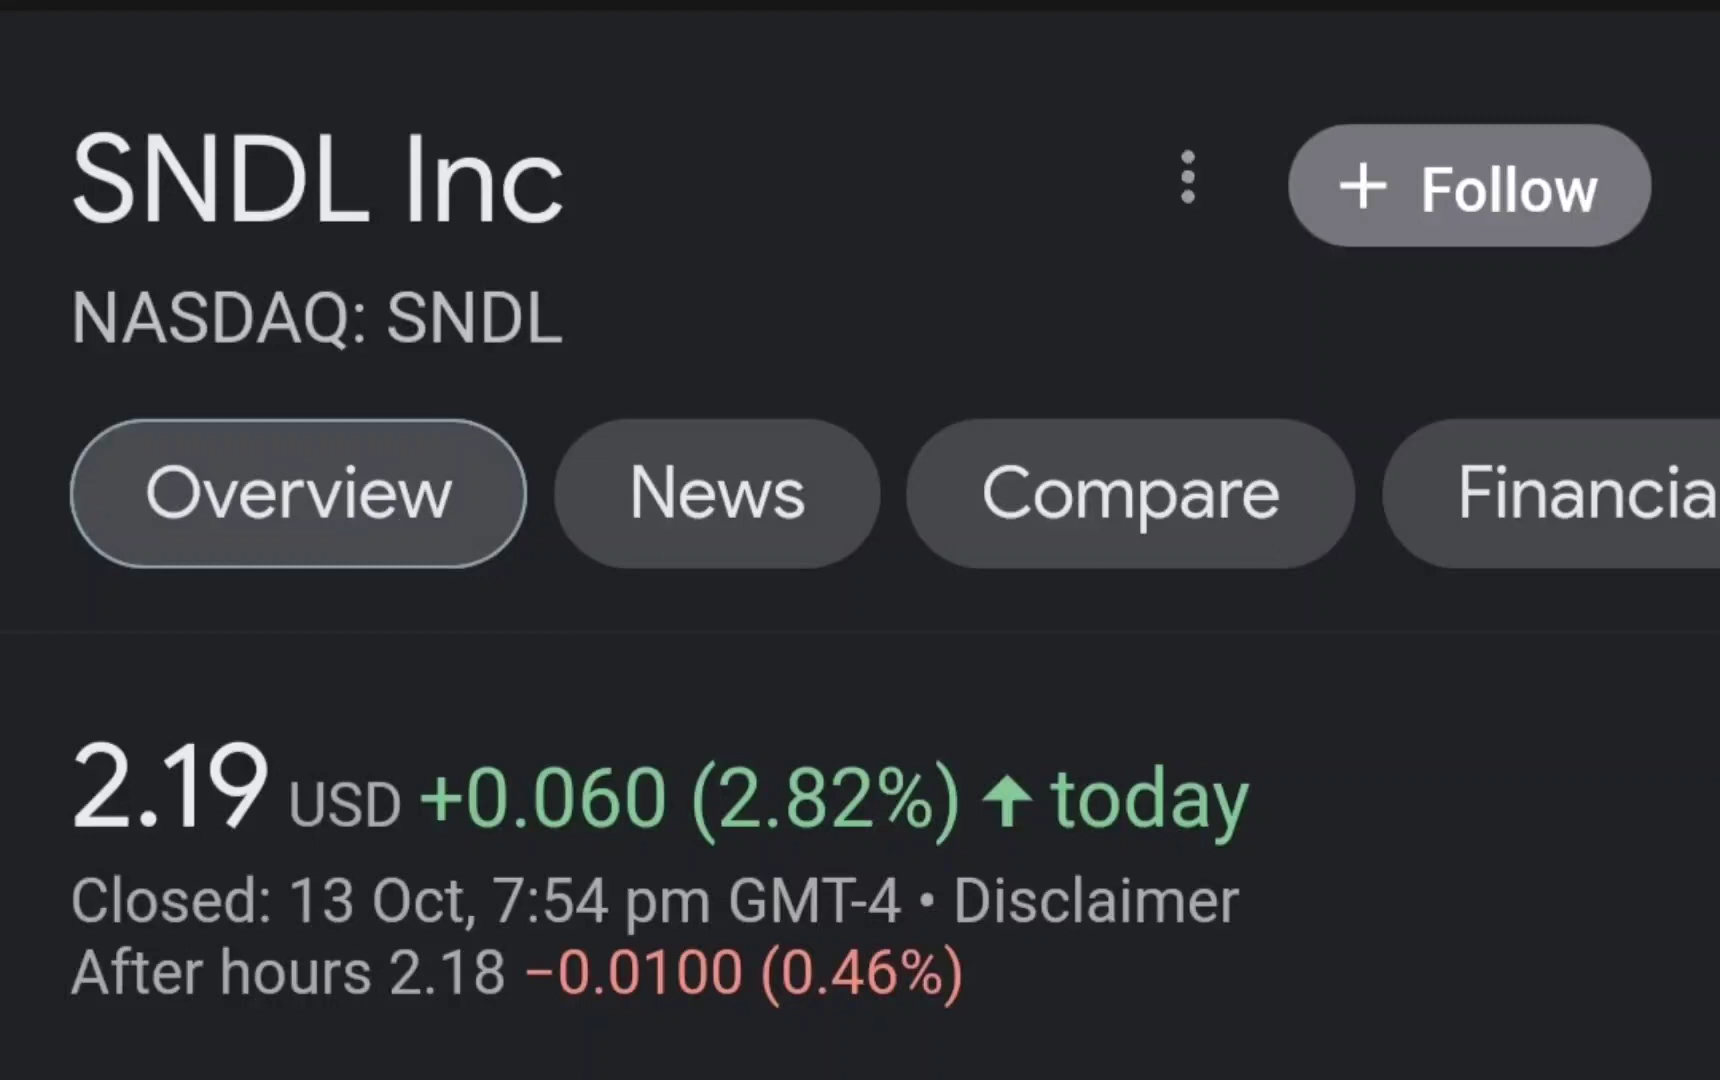 SNDL Inc
+ Follow
NASDAQ: SNDL
Overview News Compare Financia
2.19 USD +0.060 (2.82%) ↑ today
Closed: 13 Oct, 7:54 pm GMT-4 • Disclaimer
After hours 2.18 −0.0100 (0.46%)